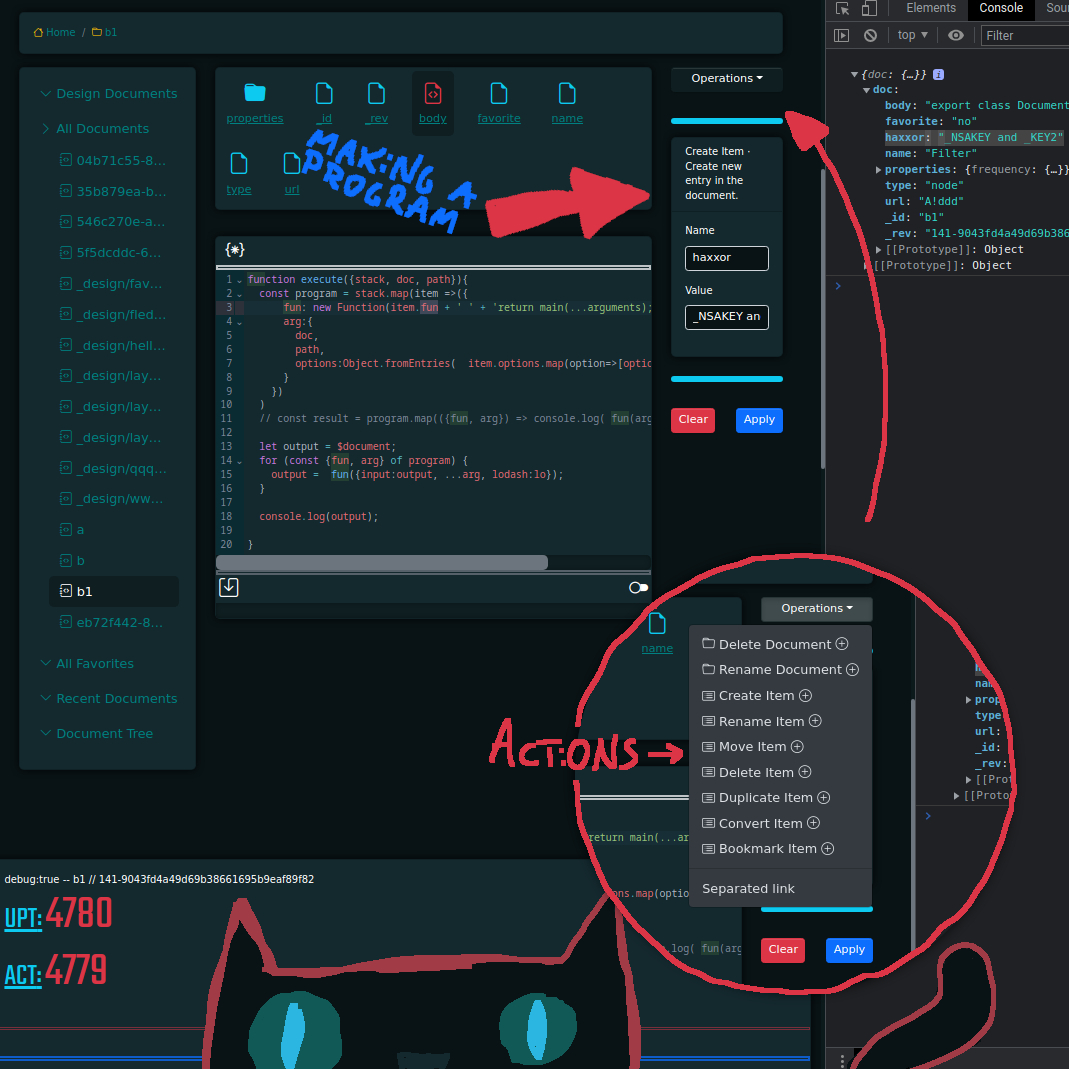 Home / b1
Design Documents
All Documents
04b71c55-8...
35b879ea-b...
546c270e-a...
5f5dcddc-6...
_design/fav...
_design/fled...
_design/hell...
_design/lay...
_design/lay...
_design/lay...
_design/qqq...
_design/ww...
a
b
b1
eb72f442-8...
All Favorites
Recent Documents
Document Tree
properties _id _rev body favorite name
type url
MAKING A
PROGRAM
{*}
1 function execute({stack, doc, path}){
2 const program = stack.map(item =>({
3 fun: new Function(item.fun + ' ' + 'return main(...arguments);
4 arg:{
5 doc,
6 path,
7 options:Object.fromEntries( item.options.map(option=>[optio
8 }
9 })
10 )
11 // const result = program.map(({fun, arg}) => console.log( fun(arg
12
13 let output = $document;
14 for (const {fun, arg} of program) {
15 output = fun({input:output, ...arg, lodash:lo});
16 }
17
18 console.log(output);
19
20 }
Operations
Create Item ·
Create new
entry in the
document.
Name
haxxor
Value
_NSAKEY an
Clear Apply
Elements Console Sou
top Filter
{doc: {…}} i
doc:
body: "export class Document
favorite: "no"
haxxor: "_NSAKEY and _KEY2"
name: "Filter"
properties: {frequency: {…}}
type: "node"
url: "A!ddd"
_id: "b1"
_rev: "141-9043fd4a49d69b386
[[Prototype]]: Object
[[Prototype]]: Object
ACTIONS
name
Operations
Delete Document
Rename Document
Create Item
Rename Item
Move Item
Delete Item
Duplicate Item
Convert Item
Bookmark Item
Separated link
return main(...ar
ns.map(optio
.log( fun(arg
Clear Apply
nam
prop
type
url:
_id:
_rev:
[[Prot
[[Proto
debug:true -- b1 // 141-9043fd4a49d69b38661695b9eaf89f82
UPT:4780
ACT:4779